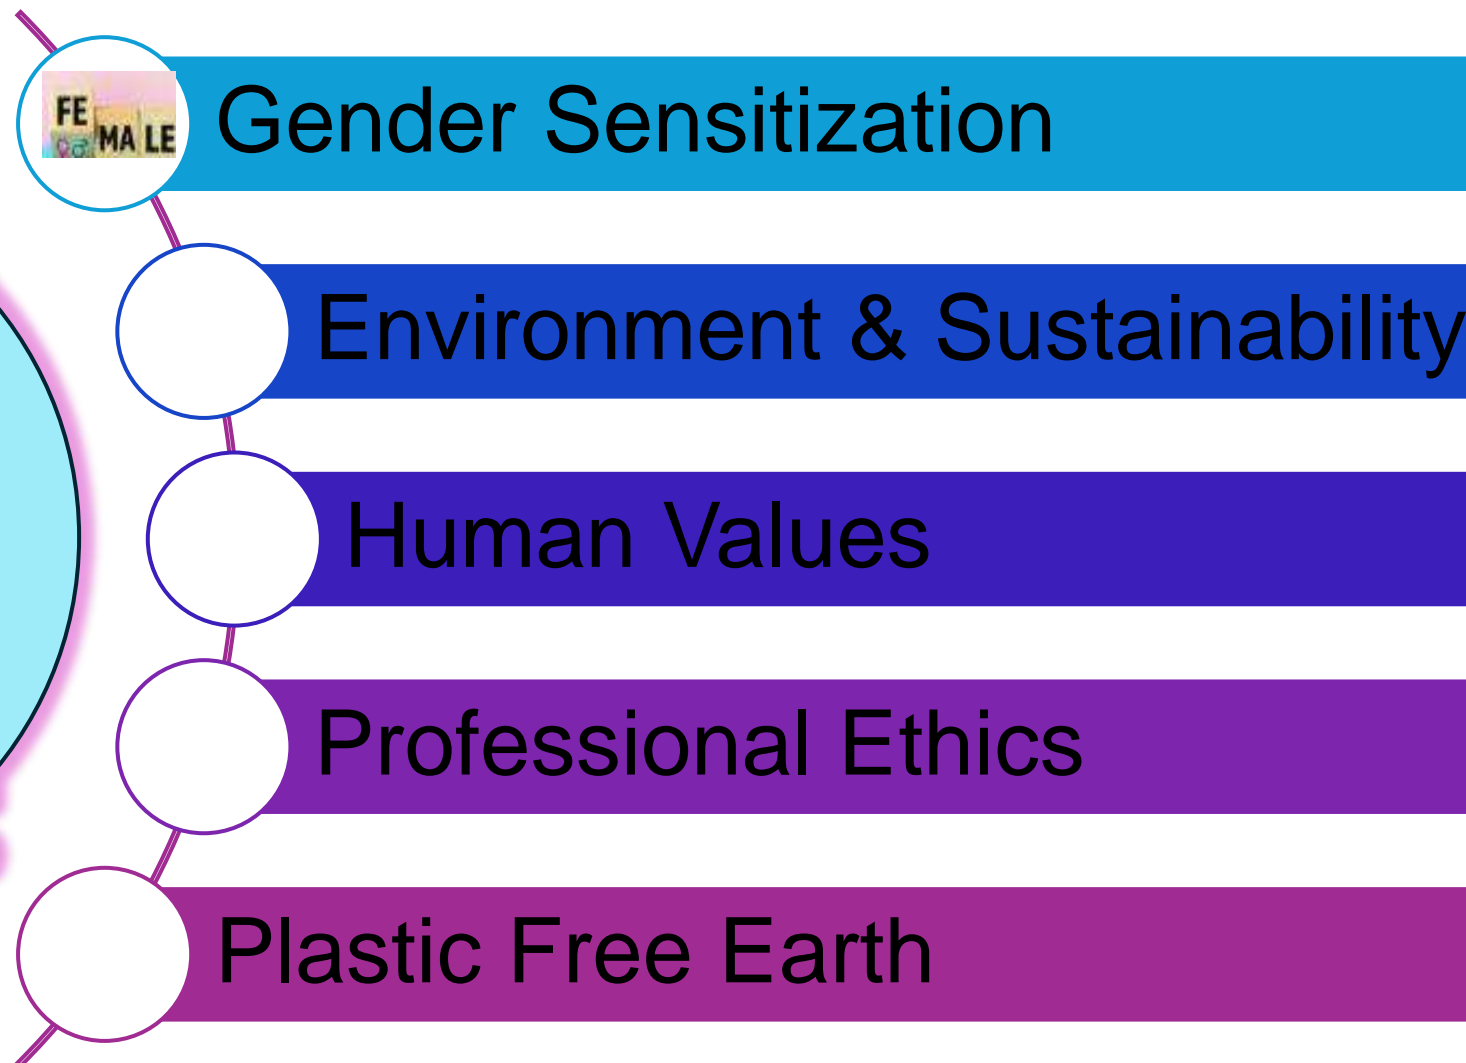 FE
MA LE
Gender Sensitization
Environment & Sustainability
Human Values
Professional Ethics
Plastic Free Earth